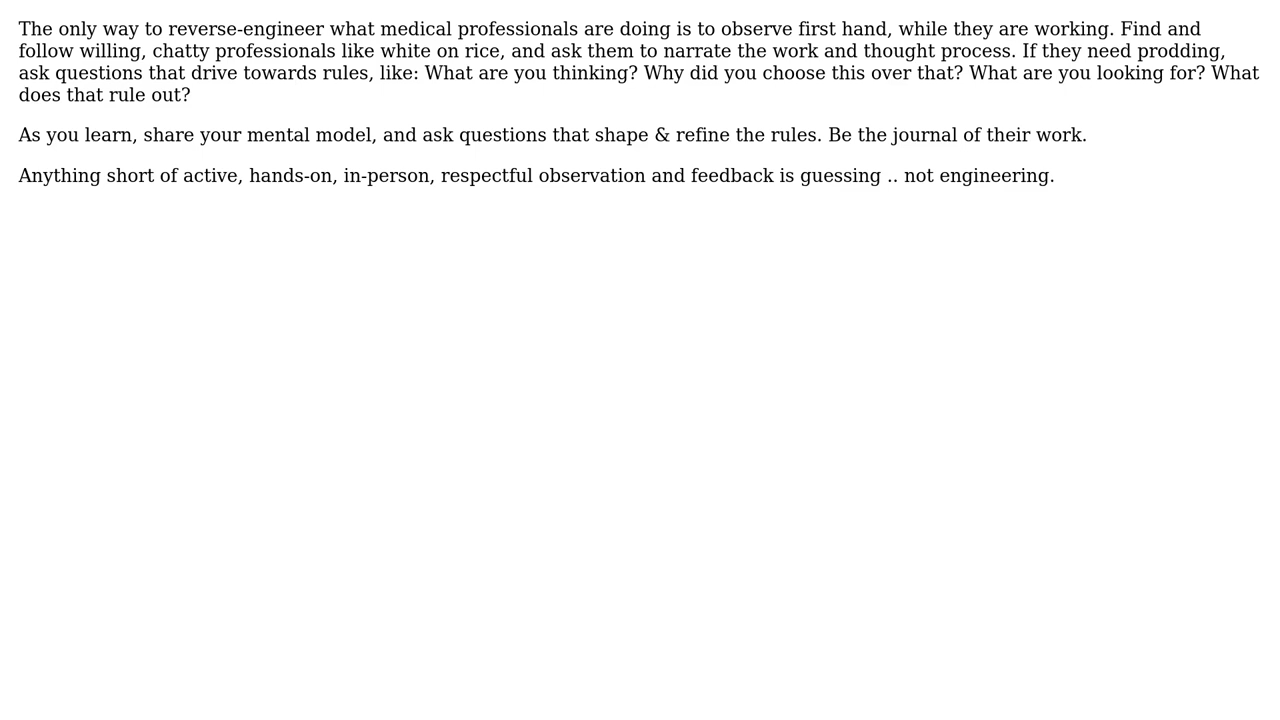 The only way to reverse-engineer what medical professionals are doing is to observe first hand, while they are working. Find and
follow willing, chatty professionals like white on rice, and ask them to narrate the work and thought process. If they need prodding,
ask questions that drive towards rules, like: What are you thinking? Why did you choose this over that? What are you looking for? What
does that rule out?
As you learn, share your mental model, and ask questions that shape & refine the rules. Be the journal of their work.
Anything short of active, hands-on, in-person, respectful observation and feedback is guessing .. not engineering.